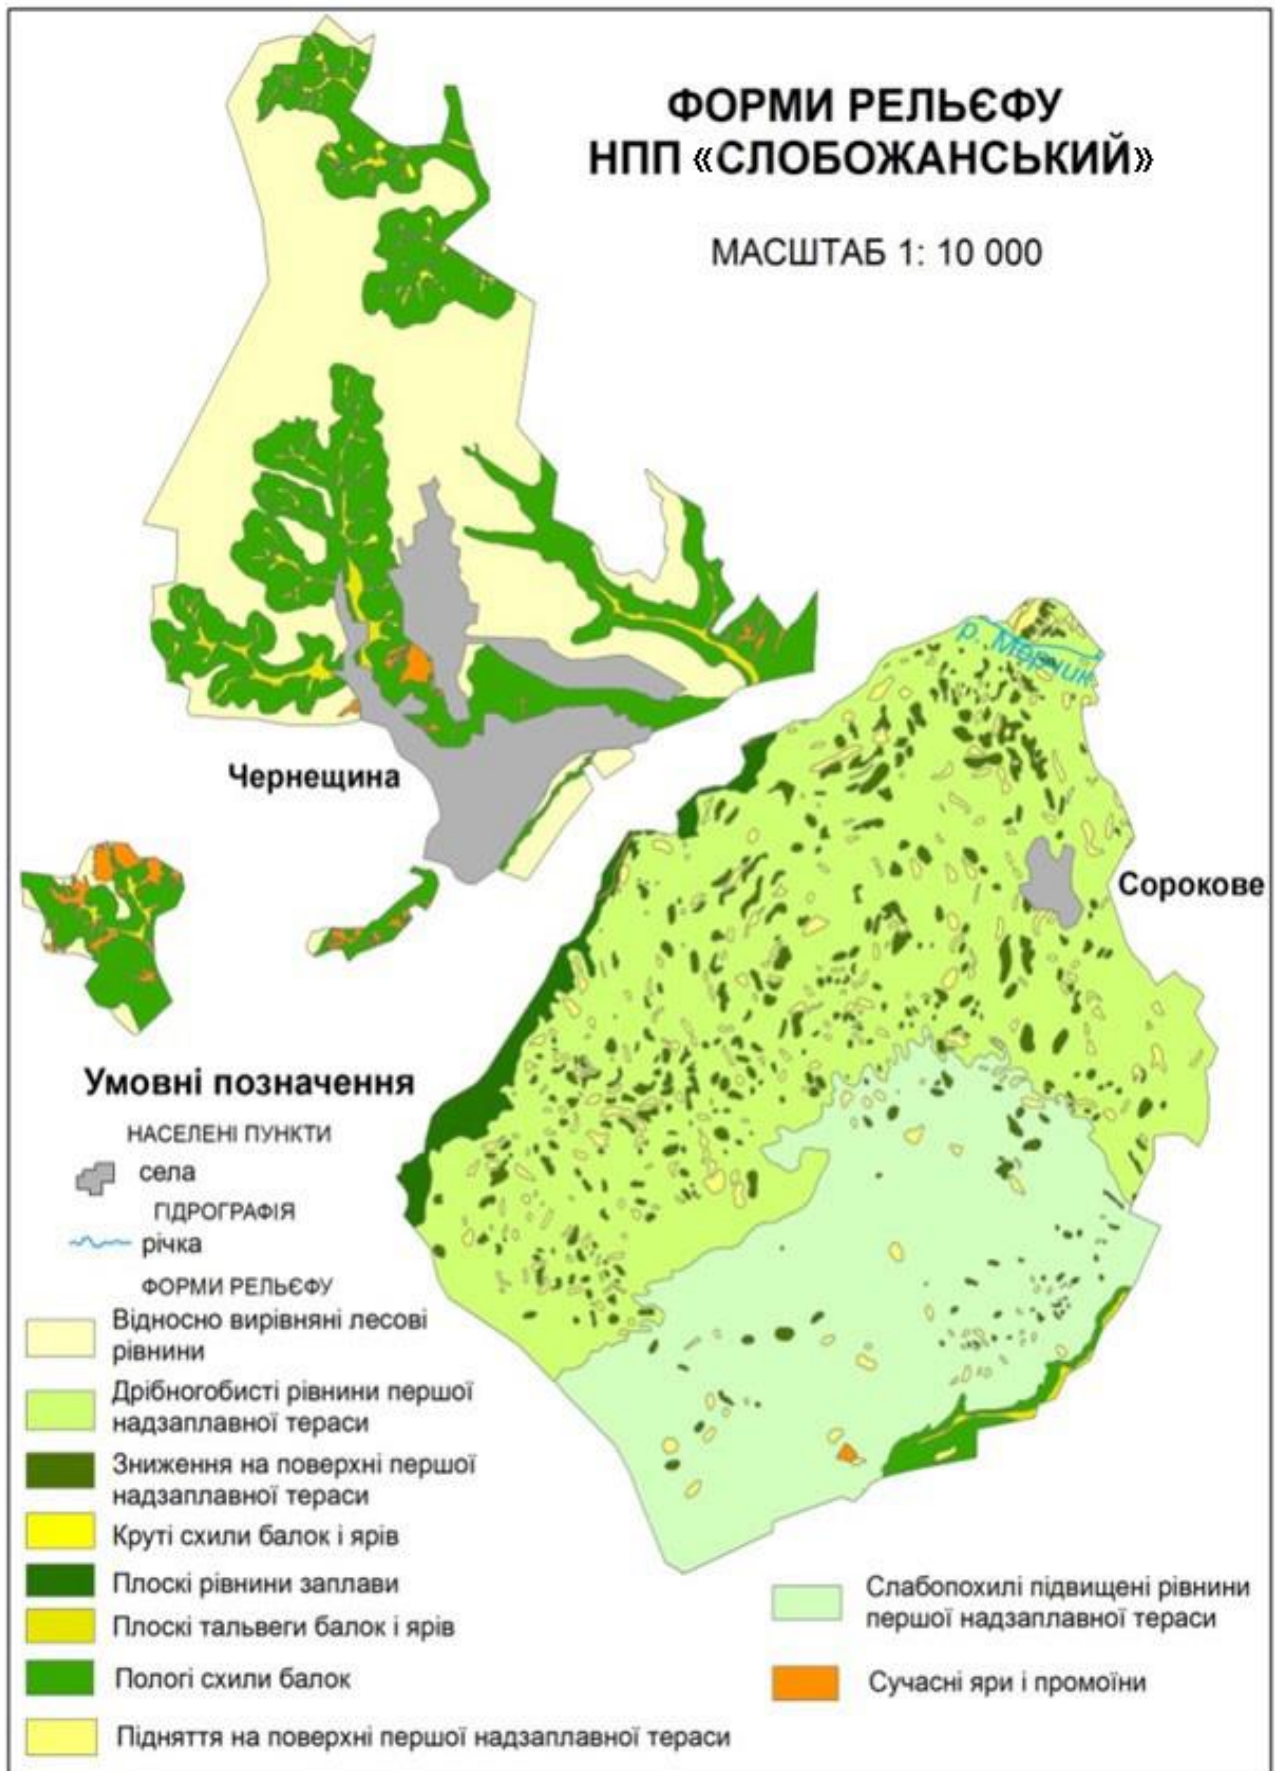 ФОРМИ РЕЛЬЄФУ
НПП «СЛОБОЖАНСЬКИЙ»
МАСШТАБ 1: 10 000
р. Мерчик
Чернещина
Сорокове
Умовні позначення
НАСЕЛЕНІ ПУНКТИ
села
ГІДРОГРАФІЯ
річка
ФОРМИ РЕЛЬЄФУ
Відносно вирівняні лесові
рівнини
Дрібногобисті рівнини першої
надзаплавної тераси
Зниження на поверхні першої
надзаплавної тераси
Круті схили балок і ярів
Плоскі рівнини заплави
Плоскі тальвеги балок і ярів
Пологі схили балок
Підняття на поверхні першої надзаплавної тераси
Слабопохилі підвищені рівнини
першої надзаплавної тераси
Сучасні яри і промоїни